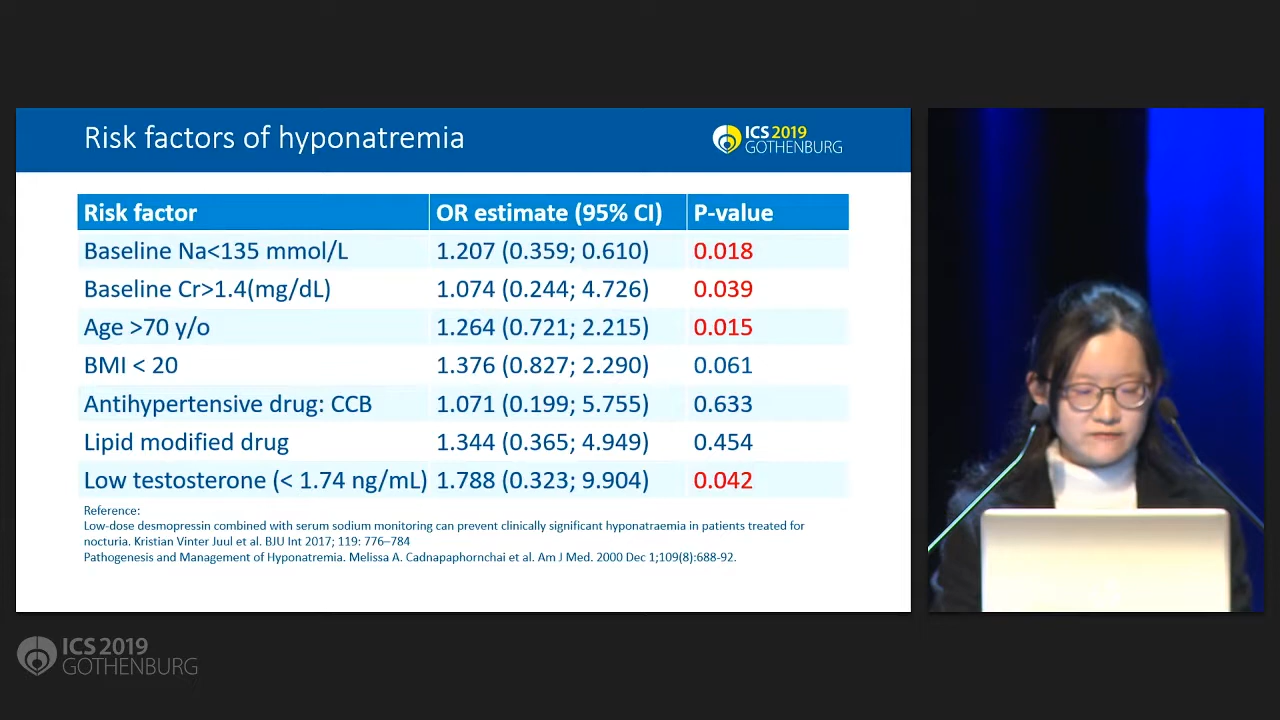 Risk factors of hyponatremia
ICS 2019
GOTHENBURG
Risk factor OR estimate (95% CI) P-value
Baseline Na<135 mmol/L 1.207 (0.359; 0.610) 0.018
Baseline Cr>1.4(mg/dL) 1.074 (0.244; 4.726) 0.039
Age >70 y/o 1.264 (0.721; 2.215) 0.015
BMI < 20 1.376 (0.827; 2.290) 0.061
Antihypertensive drug: CCB 1.071 (0.199; 5.755) 0.633
Lipid modified drug 1.344 (0.365; 4.949) 0.454
Low testosterone (< 1.74 ng/mL) 1.788 (0.323; 9.904) 0.042
Reference:
Low-dose desmopressin combined with serum sodium monitoring can prevent clinically significant hyponatraemia in patients treated for
nocturia. Kristian Vinter Juul et al. BJU Int 2017; 119: 776–784
Pathogenesis and Management of Hyponatremia. Melissa A. Cadnapaphornchai et al. Am J Med. 2000 Dec 1;109(8):688-92.
ICS 2019
GOTHENBURG